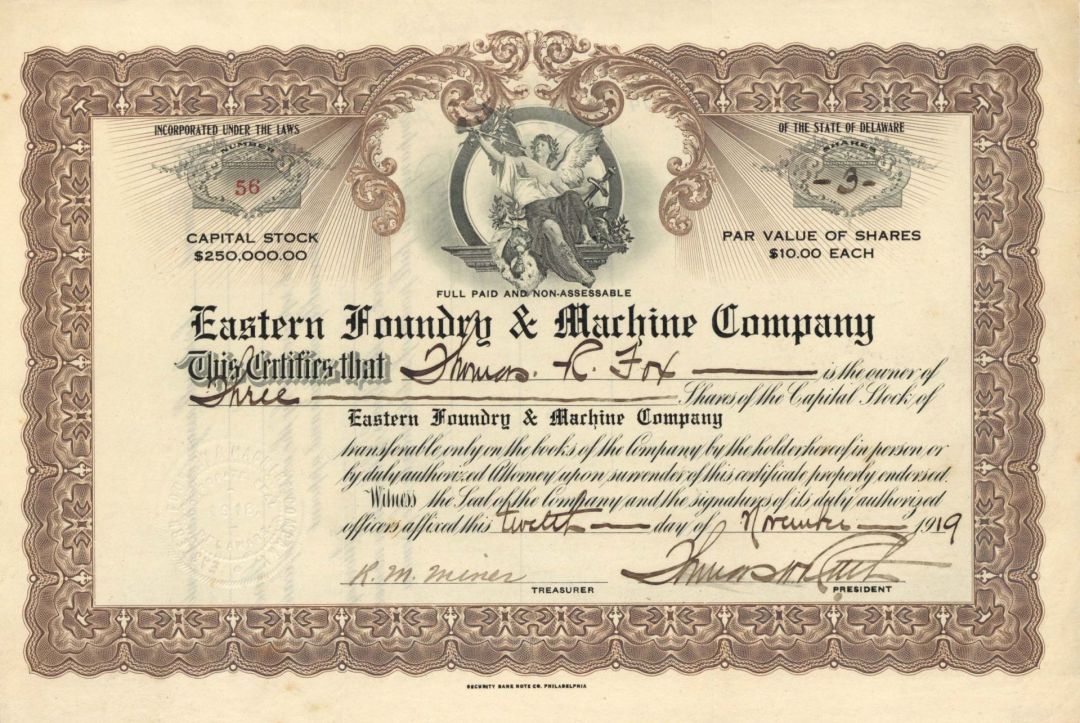 INCORPORATED UNDER THE LAWS OF THE STATE OF DELAWARE
NUMBER
56
SHARES
-3-
CAPITAL STOCK
$250,000.00
PAR VALUE OF SHARES
$10.00 EACH
FULL PAID AND NON-ASSESSABLE
Eastern Foundry & Machine Company
This Certifies that Thomas. R. Fox is the owner of
Three Shares of the Capital Stock of
Eastern Foundry & Machine Company
transferable only on the books of the Company by the holder hereof in person or
by duly authorized Attorney upon surrender of this certificate properly endorsed.
Witness the Seal of the Company and the signatures of its duly authorized
officers affixed this twelth day of November 1919
R. M. Miner
TREASURER
PRESIDENT
1918
DELAWARE
SECURITY BANK NOTE CO. PHILADELPHIA